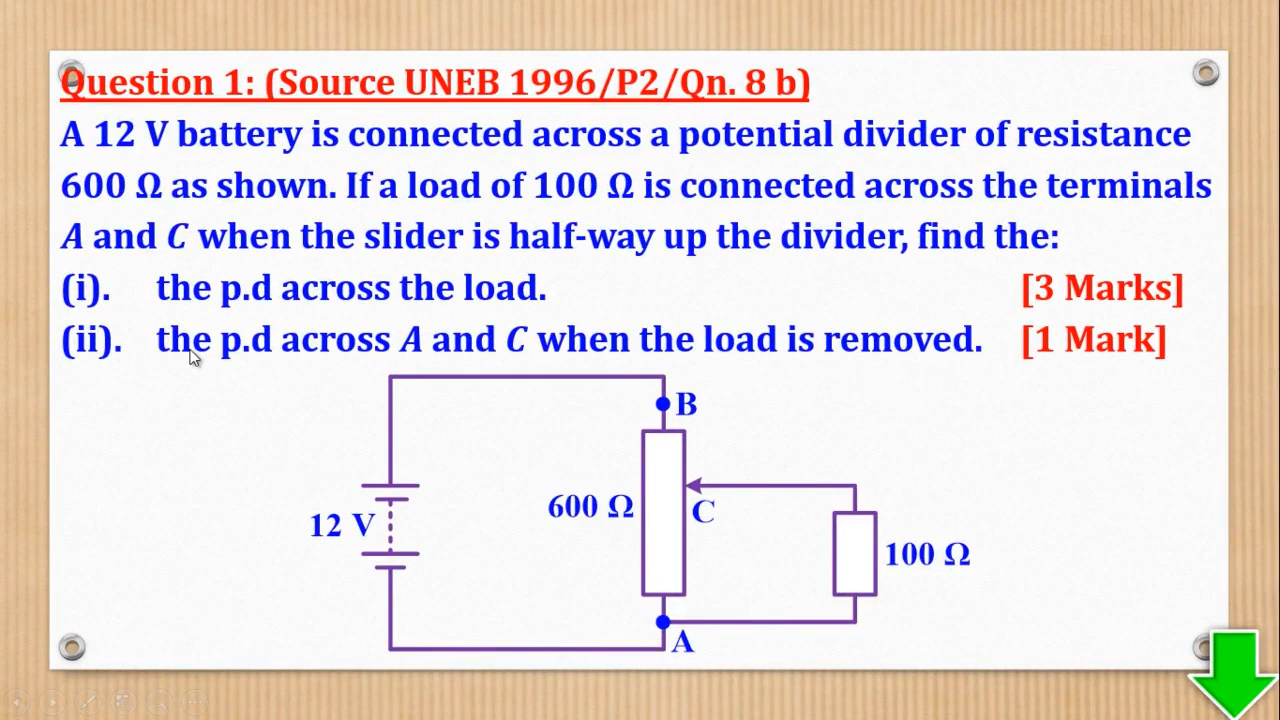 Question 1: (Source UNEB 1996/P2/Qn. 8 b)
A 12 V battery is connected across a potential divider of resistance
600 Ω as shown. If a load of 100 Ω is connected across the terminals
A and C when the slider is half-way up the divider, find the:
(i). the p.d across the load. [3 Marks]
(ii). the p.d across A and C when the load is removed. [1 Mark]
B
600 Ω
C
12 V
100 Ω
A